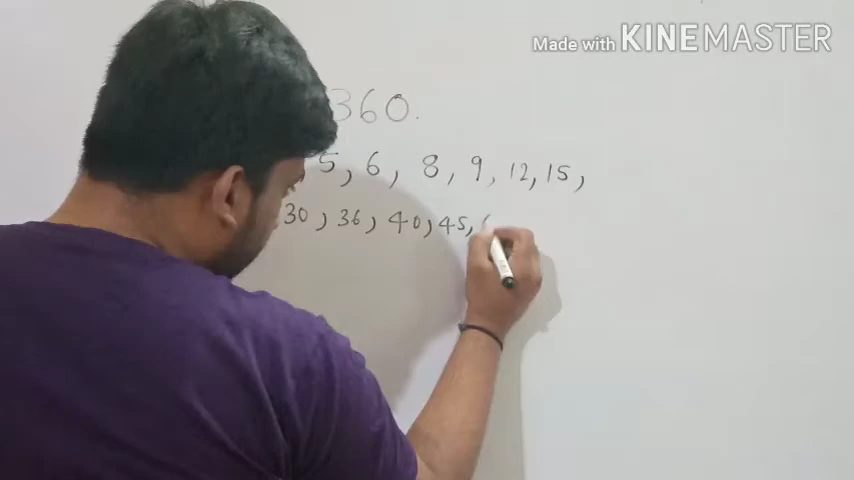 Made with KINEMASTER
360.
5, 6, 8, 9, 12, 15,
30, 36, 40, 45,